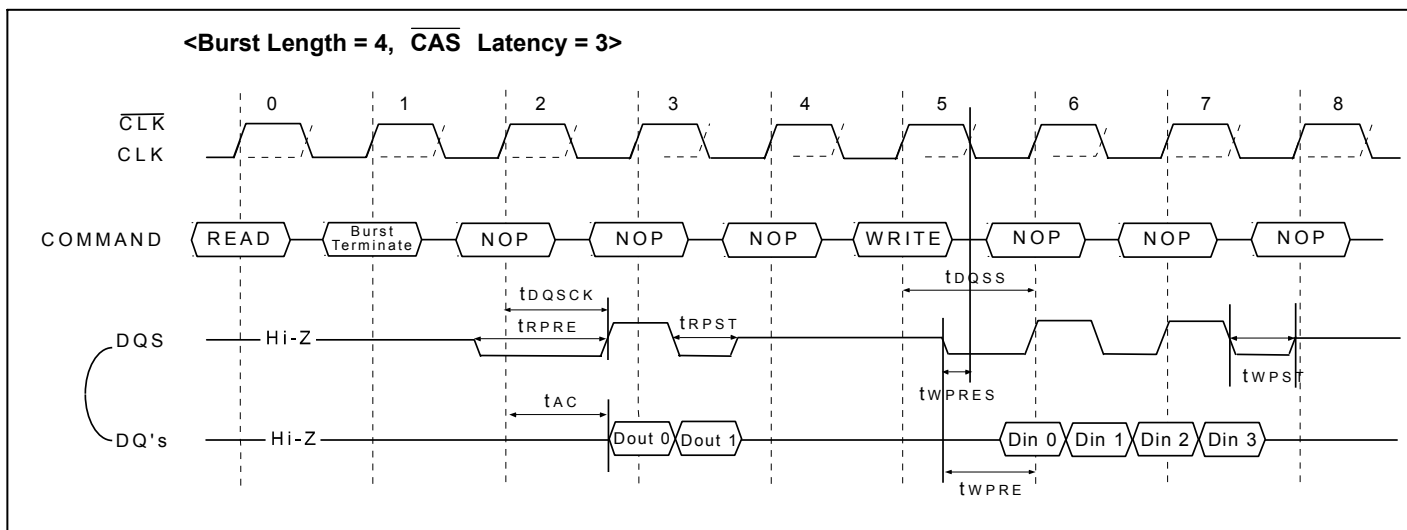 <Burst Length = 4, CAS Latency = 3>
0 1 2 3 4 5 6 7 8
CLK
CLK
COMMAND READ Burst Terminate NOP NOP NOP WRITE NOP NOP NOP
tDQSCK tDQSS
tRPRE tRPST
DQS Hi-Z
tWPRES tWPST
tAC
DQ's Hi-Z Dout 0 Dout 1 Din 0 Din 1 Din 2 Din 3
tWPRE